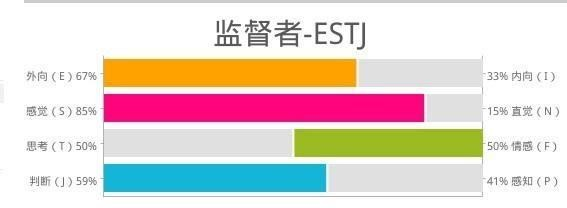 监督者-ESTJ
外向（E）67% 33% 内向（I）
感觉（S）85% 15% 直觉（N）
思考（T）50% 50% 情感（F）
判断（J）59% 41% 感知（P）